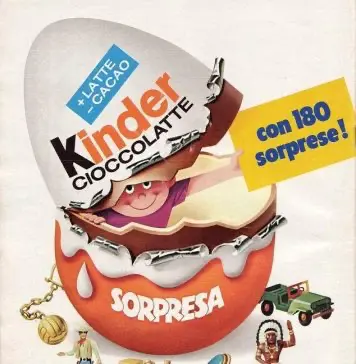 + LATTE
- CACAO
Kinder
CIOCCOLATTE
con 180
sorprese!
SORPRESA